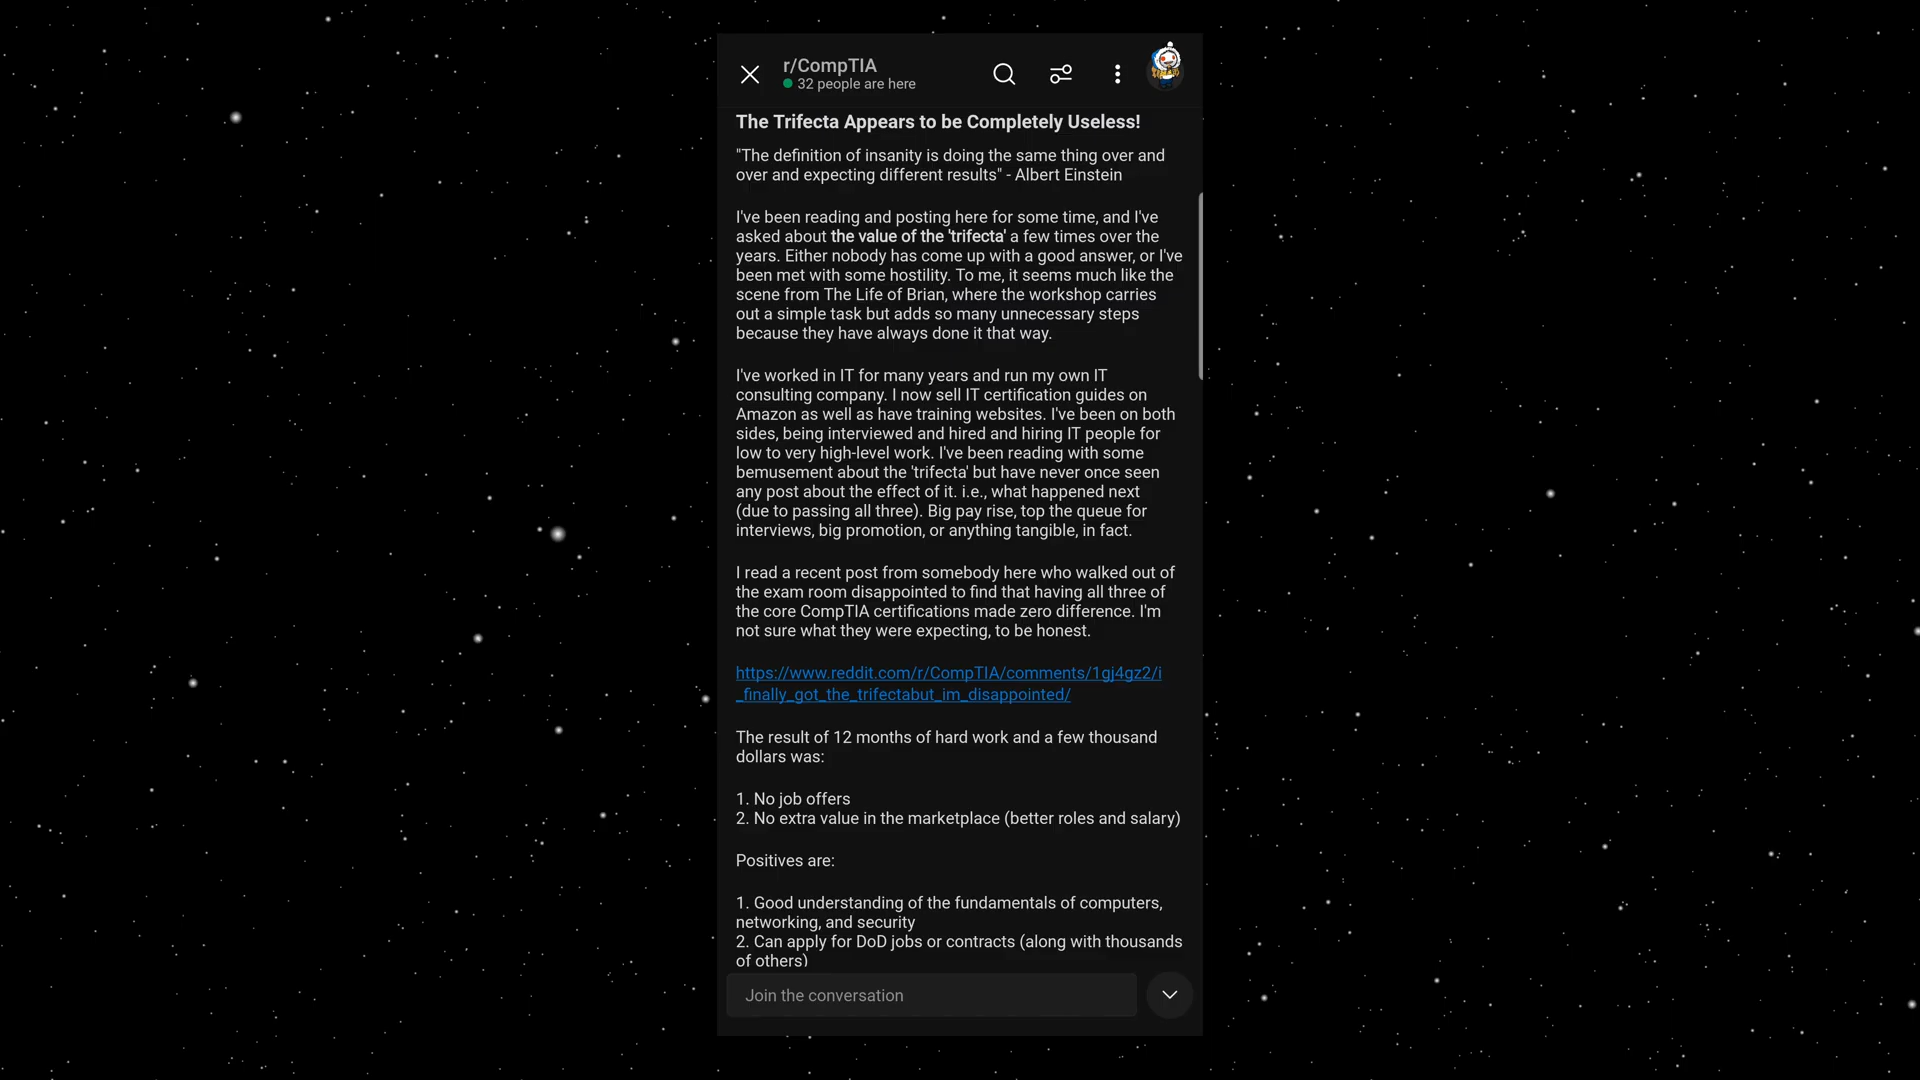 r/CompTIA
32 people are here
The Trifecta Appears to be Completely Useless!
"The definition of insanity is doing the same thing over and
over and expecting different results" - Albert Einstein
I've been reading and posting here for some time, and I've
asked about the value of the 'trifecta' a few times over the
years. Either nobody has come up with a good answer, or I've
been met with some hostility. To me, it seems much like the
scene from The Life of Brian, where the workshop carries
out a simple task but adds so many unnecessary steps
because they have always done it that way.
I've worked in IT for many years and run my own IT
consulting company. I now sell IT certification guides on
Amazon as well as have training websites. I've been on both
sides, being interviewed and hired and hiring IT people for
low to very high-level work. I've been reading with some
bemusement about the 'trifecta' but have never once seen
any post about the effect of it. i.e., what happened next
(due to passing all three). Big pay rise, top the queue for
interviews, big promotion, or anything tangible, in fact.
I read a recent post from somebody here who walked out of
the exam room disappointed to find that having all three of
the core CompTIA certifications made zero difference. I'm
not sure what they were expecting, to be honest.
https://www.reddit.com/r/CompTIA/comments/1gj4gz2/i
_finally_got_the_trifectabut_im_disappointed/
The result of 12 months of hard work and a few thousand
dollars was:
1. No job offers
2. No extra value in the marketplace (better roles and salary)
Positives are:
1. Good understanding of the fundamentals of computers,
networking, and security
2. Can apply for DoD jobs or contracts (along with thousands
of others)
Join the conversation